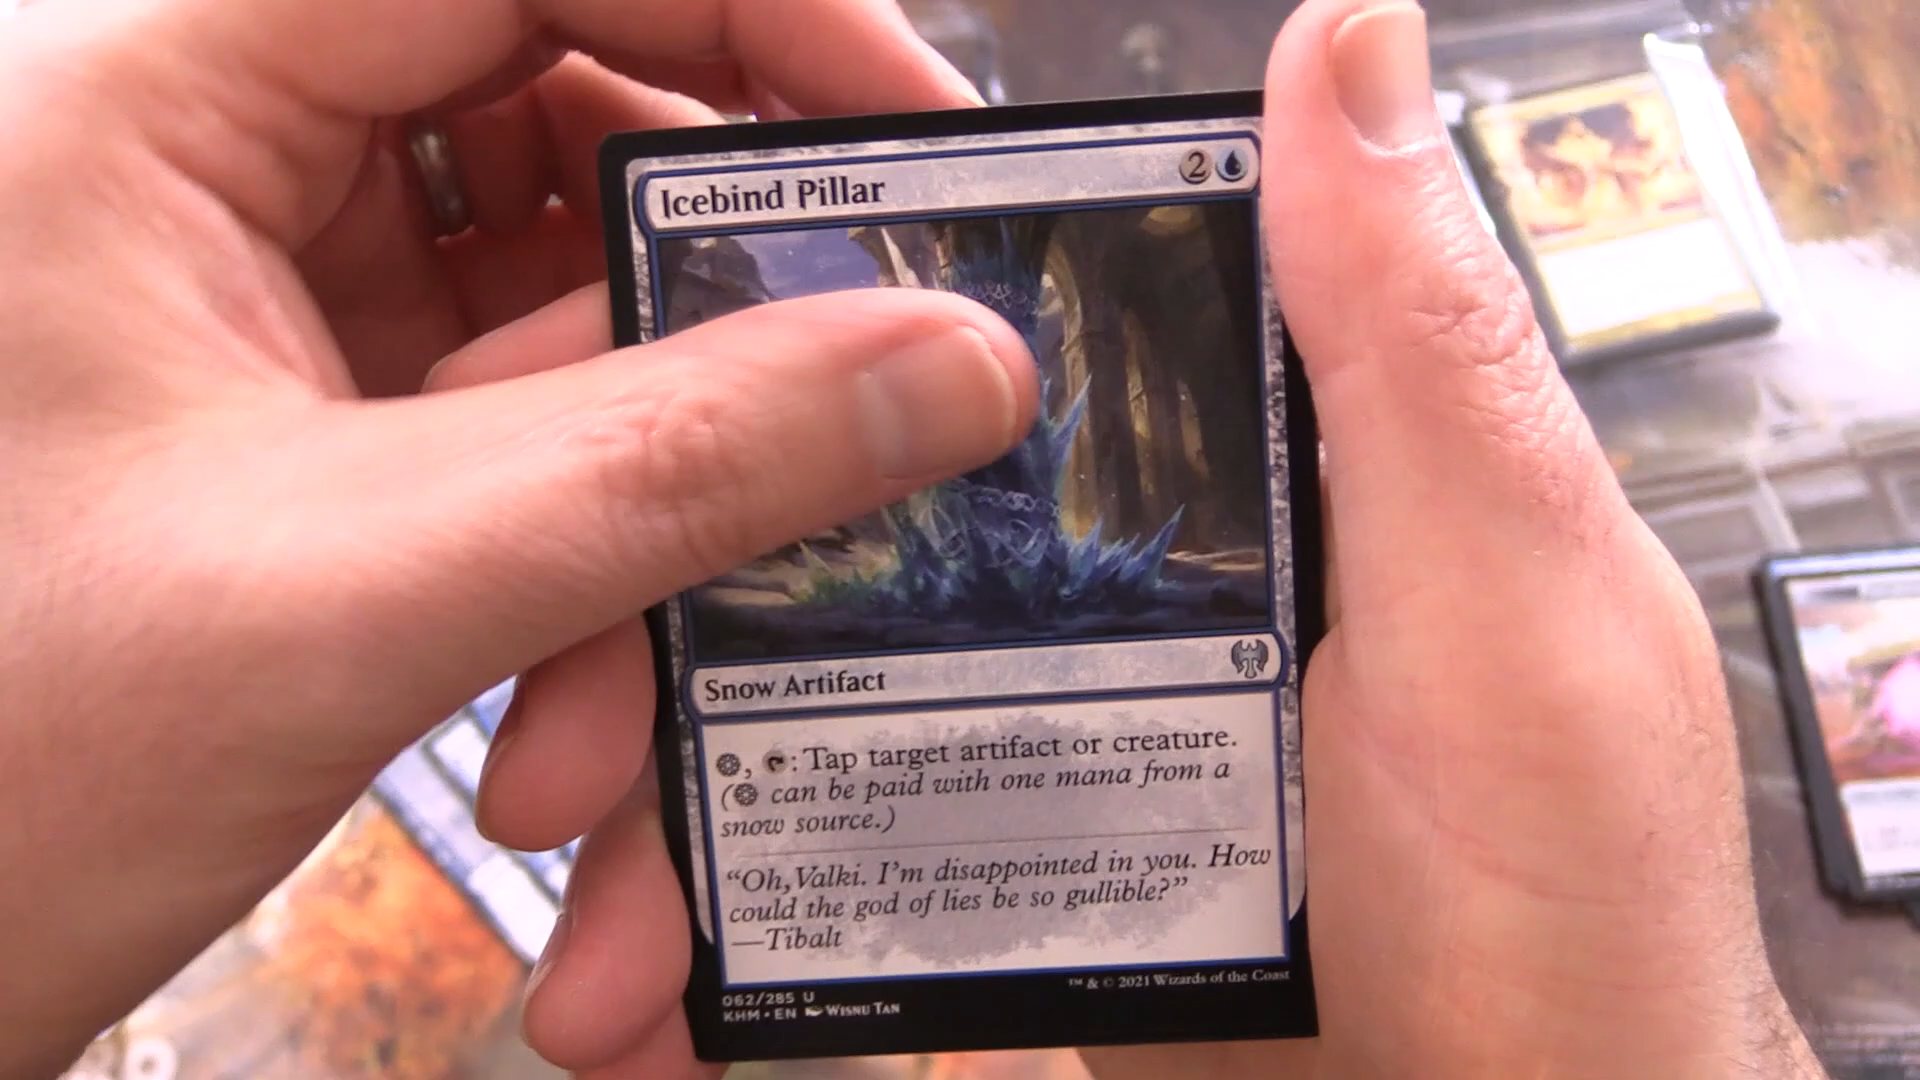 Icebind Pillar 2
Snow Artifact
, : Tap target artifact or creature.
( can be paid with one mana from a
snow source.)
“Oh, Valki. I’m disappointed in you. How
could the god of lies be so gullible?”
—Tibalt
062/285 U
KHM • EN Wisnu Tan
™ & © 2021 Wizards of the Coast